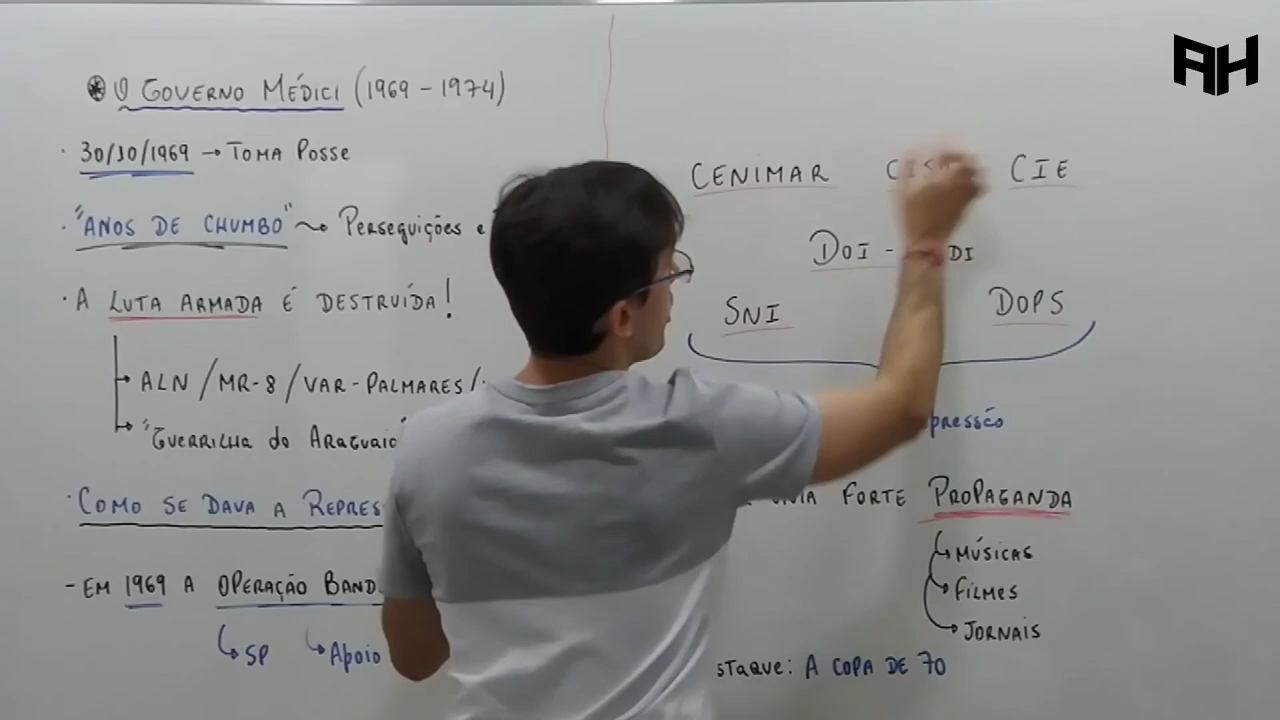 O GOVERNO MÉDICI (1969 - 1974)
· 30/10/1969 → TOMA POSSE
· "ANOS DE CHUMBO" ~> PERSEGUIÇÕES e
· A LUTA ARMADA É DESTRUÍDA!
ALN / MR-8 / VAR-PALMARES /
"GUERRILHA do ARAGUAIA"
· COMO SE DAVA A REPRES
- EM 1969 A OPERAÇÃO BAND
SP Apoio
CENIMAR CIE
DOI - DI
SNI DOPS
pressão
UMA FORTE PROPAGANDA
MÚSICAS
FILMES
JORNAIS
STAQUE: A COPA DE 70
AH